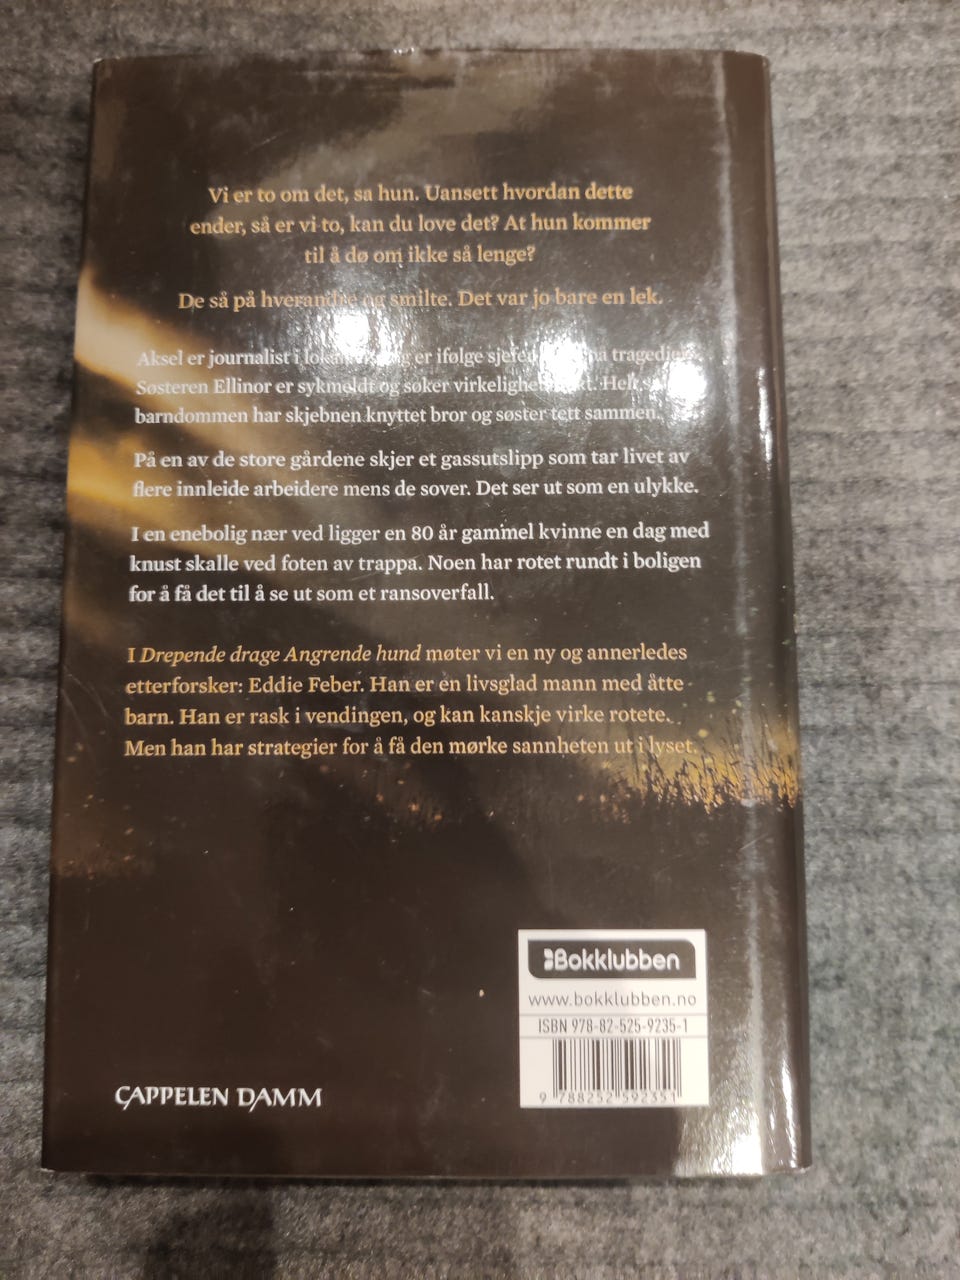 Vi er to om det, sa hun. Uansett hvordan dette
ender, så er vi to, kan du love det? At hun kommer
til å dø om ikke så lenge?
De så på hverandre og smilte. Det var jo bare en lek.
Aksel er journalist i er ifølge på
Søsteren Ellinor er sykmeldt og søker
barndommen har skjebnen knyttet bror og søster tett sammen.
På en av de store gårdene skjer et gassutslipp som tar livet av
flere innleide arbeidere mens de sover. Det ser ut som en ulykke.
I en enebolig nær ved ligger en 80 år gammel kvinne en dag med
knust skalle ved foten av trappa. Noen har rotet rundt i boligen
for å få det til å se ut som et ransoverfall.
I Drepende drage Angrende hund møter vi en ny og annerledes
etterforsker: Eddie Feber. Han er en livsglad mann med åtte
barn. Han er rask i vendingen, og kan kanskje virke rotete.
Men han har strategier for å få den mørke sannheten ut i lyset.
Bokklubben
www.bokklubben.no
ISBN 978-82-525-9235-1
9 788252 592351
CAPPELEN DAMM